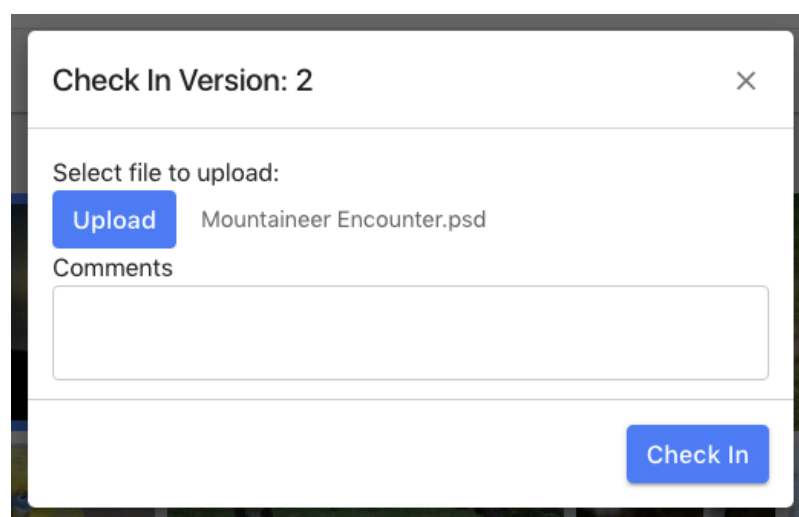 Check In Version: 2
Select file to upload:
Upload Mountaineer Encounter.psd
Comments
Check In